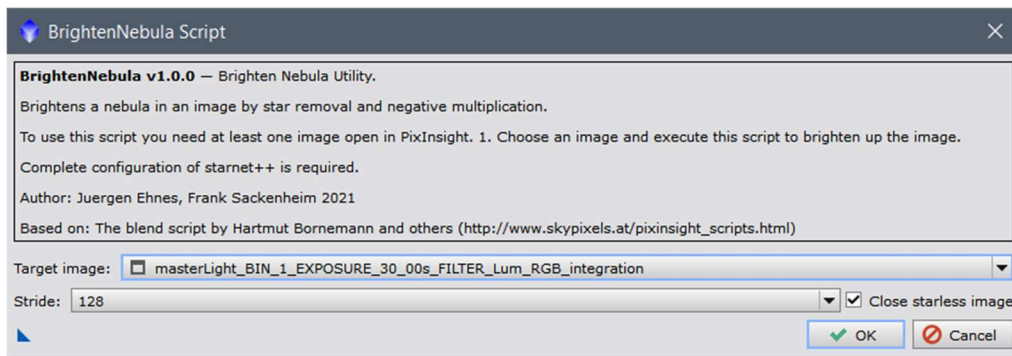 BrightenNebula Script
BrightenNebula v1.0.0 — Brighten Nebula Utility.
Brightens a nebula in an image by star removal and negative multiplication.
To use this script you need at least one image open in PixInsight. 1. Choose an image and execute this script to brighten up the image.
Complete configuration of starnet++ is required.
Author: Juergen Ehnes, Frank Sackenheim 2021
Based on: The blend script by Hartmut Bornemann and others (http://www.skypixels.at/pixinsight_scripts.html)
Target image: masterLight_BIN_1_EXPOSURE_30_00s_FILTER_Lum_RGB_integration
Stride: 128 Close starless image
OK Cancel